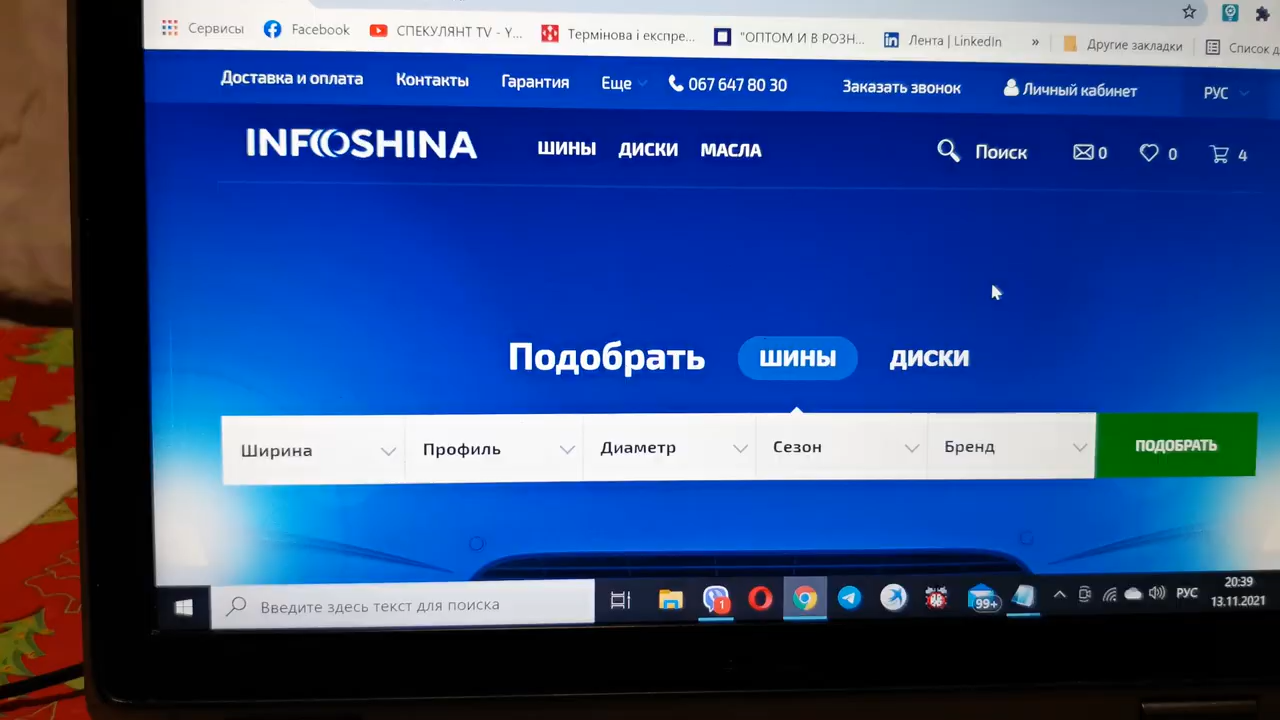 Сервисы Facebook СПЕКУЛЯНТ TV - Y... Термінова і експре... "ОПТОМ И В РОЗН... Лента | LinkedIn » Другие закладки Список д
Доставка и оплата Контакты Гарантия Еще 067 647 80 30 Заказать звонок Личный кабинет РУС
INFOSHINA ШИНЫ ДИСКИ МАСЛА Поиск 0 0 4
Подобрать ШИНЫ ДИСКИ
Ширина Профиль Диаметр Сезон Бренд ПОДОБРАТЬ
Введите здесь текст для поиска 1 99+ РУС 20:39
13.11.2021